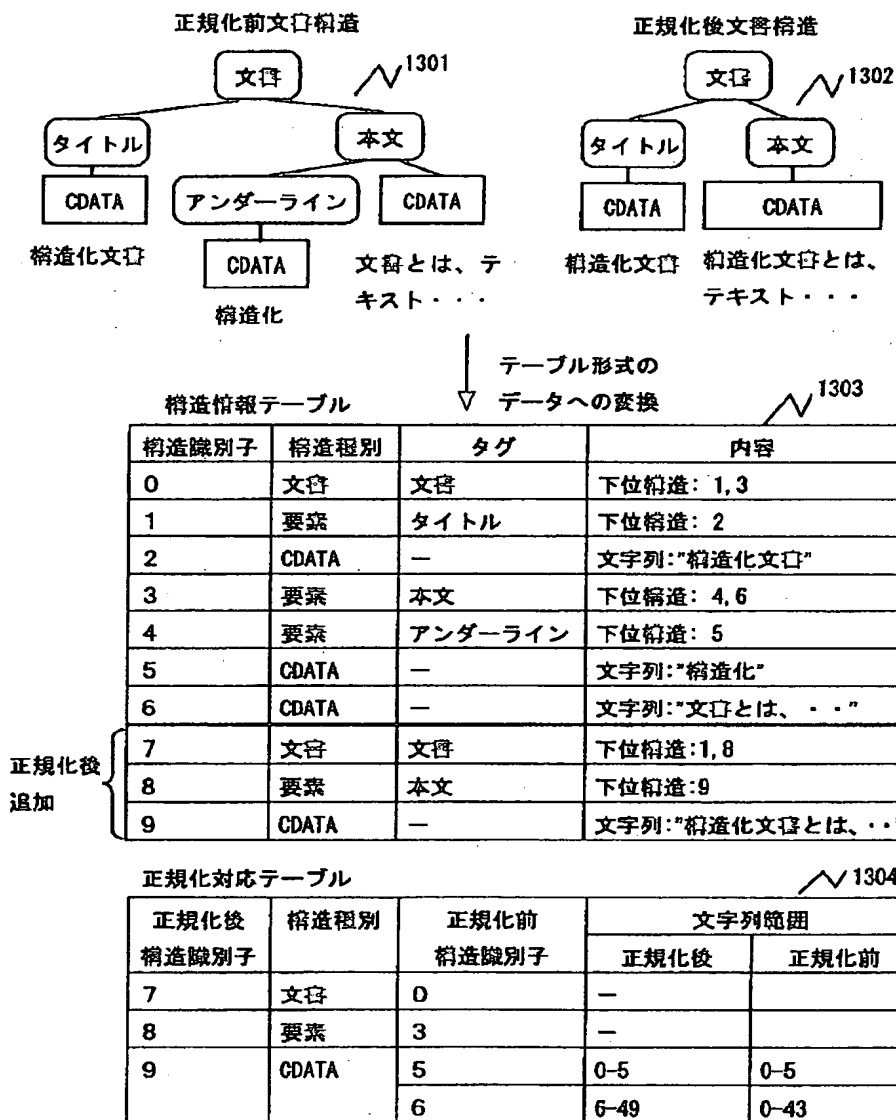 正規化前文書構造
正規化後文書構造
文書
1301
タイトル
本文
CDATA
アンダーライン
CDATA
構造化文書
CDATA
文書とは、テ
キスト・・・
構造化
文書
1302
タイトル
本文
CDATA
CDATA
構造化文書
構造化文書とは、
テキスト・・・
テーブル形式の
データへの変換
構造情報テーブル
1303
構造識別子 構造種別 タグ 内容
0 文書 文書 下位構造: 1,3
1 要素 タイトル 下位構造: 2
2 CDATA — 文字列:"構造化文書"
3 要素 本文 下位構造: 4,6
4 要素 アンダーライン 下位構造: 5
5 CDATA — 文字列:"構造化"
6 CDATA — 文字列:"文書とは、・・"
7 文書 文書 下位構造:1,8
8 要素 本文 下位構造:9
9 CDATA — 文字列:"構造化文書とは、・・
正規化後
追加
正規化対応テーブル
1304
正規化後 構造種別 正規化前 文字列範囲
構造識別子 構造識別子 正規化後 正規化前
7 文書 0 —
8 要素 3 —
9 CDATA 5 0-5 0-5
6 6-49 0-43